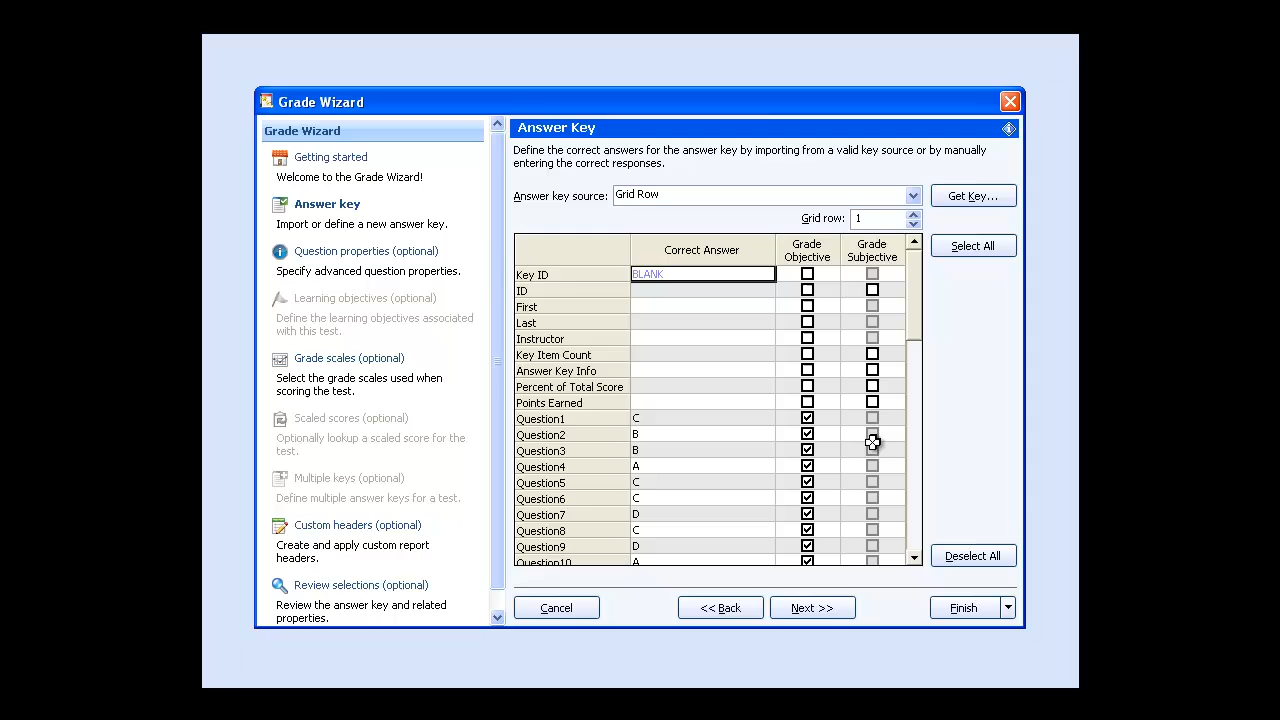 Grade Wizard
Grade Wizard
Getting started
Welcome to the Grade Wizard!
Answer key
Import or define a new answer key.
Question properties (optional)
Specify advanced question properties.
Learning objectives (optional)
Define the learning objectives associated
with this test.
Grade scales (optional)
Select the grade scales used when
scoring the test.
Scaled scores (optional)
Optionally lookup a scaled score for the
test.
Multiple keys (optional)
Define multiple answer keys for a test.
Custom headers (optional)
Create and apply custom report
headers.
Review selections (optional)
Review the answer key and related
properties.
Answer Key
Define the correct answers for the answer key by importing from a valid key source or by manually
entering the correct responses.
Answer key source: Grid Row Get Key...
Grid row: 1
Select All
Correct Answer Grade Objective Grade Subjective
Key ID BLANK
ID
First
Last
Instructor
Key Item Count
Answer Key Info
Percent of Total Score
Points Earned
Question1 C
Question2 B
Question3 B
Question4 A
Question5 C
Question6 C
Question7 D
Question8 C
Question9 D
Question10 A
Deselect All
Cancel << Back Next >> Finish